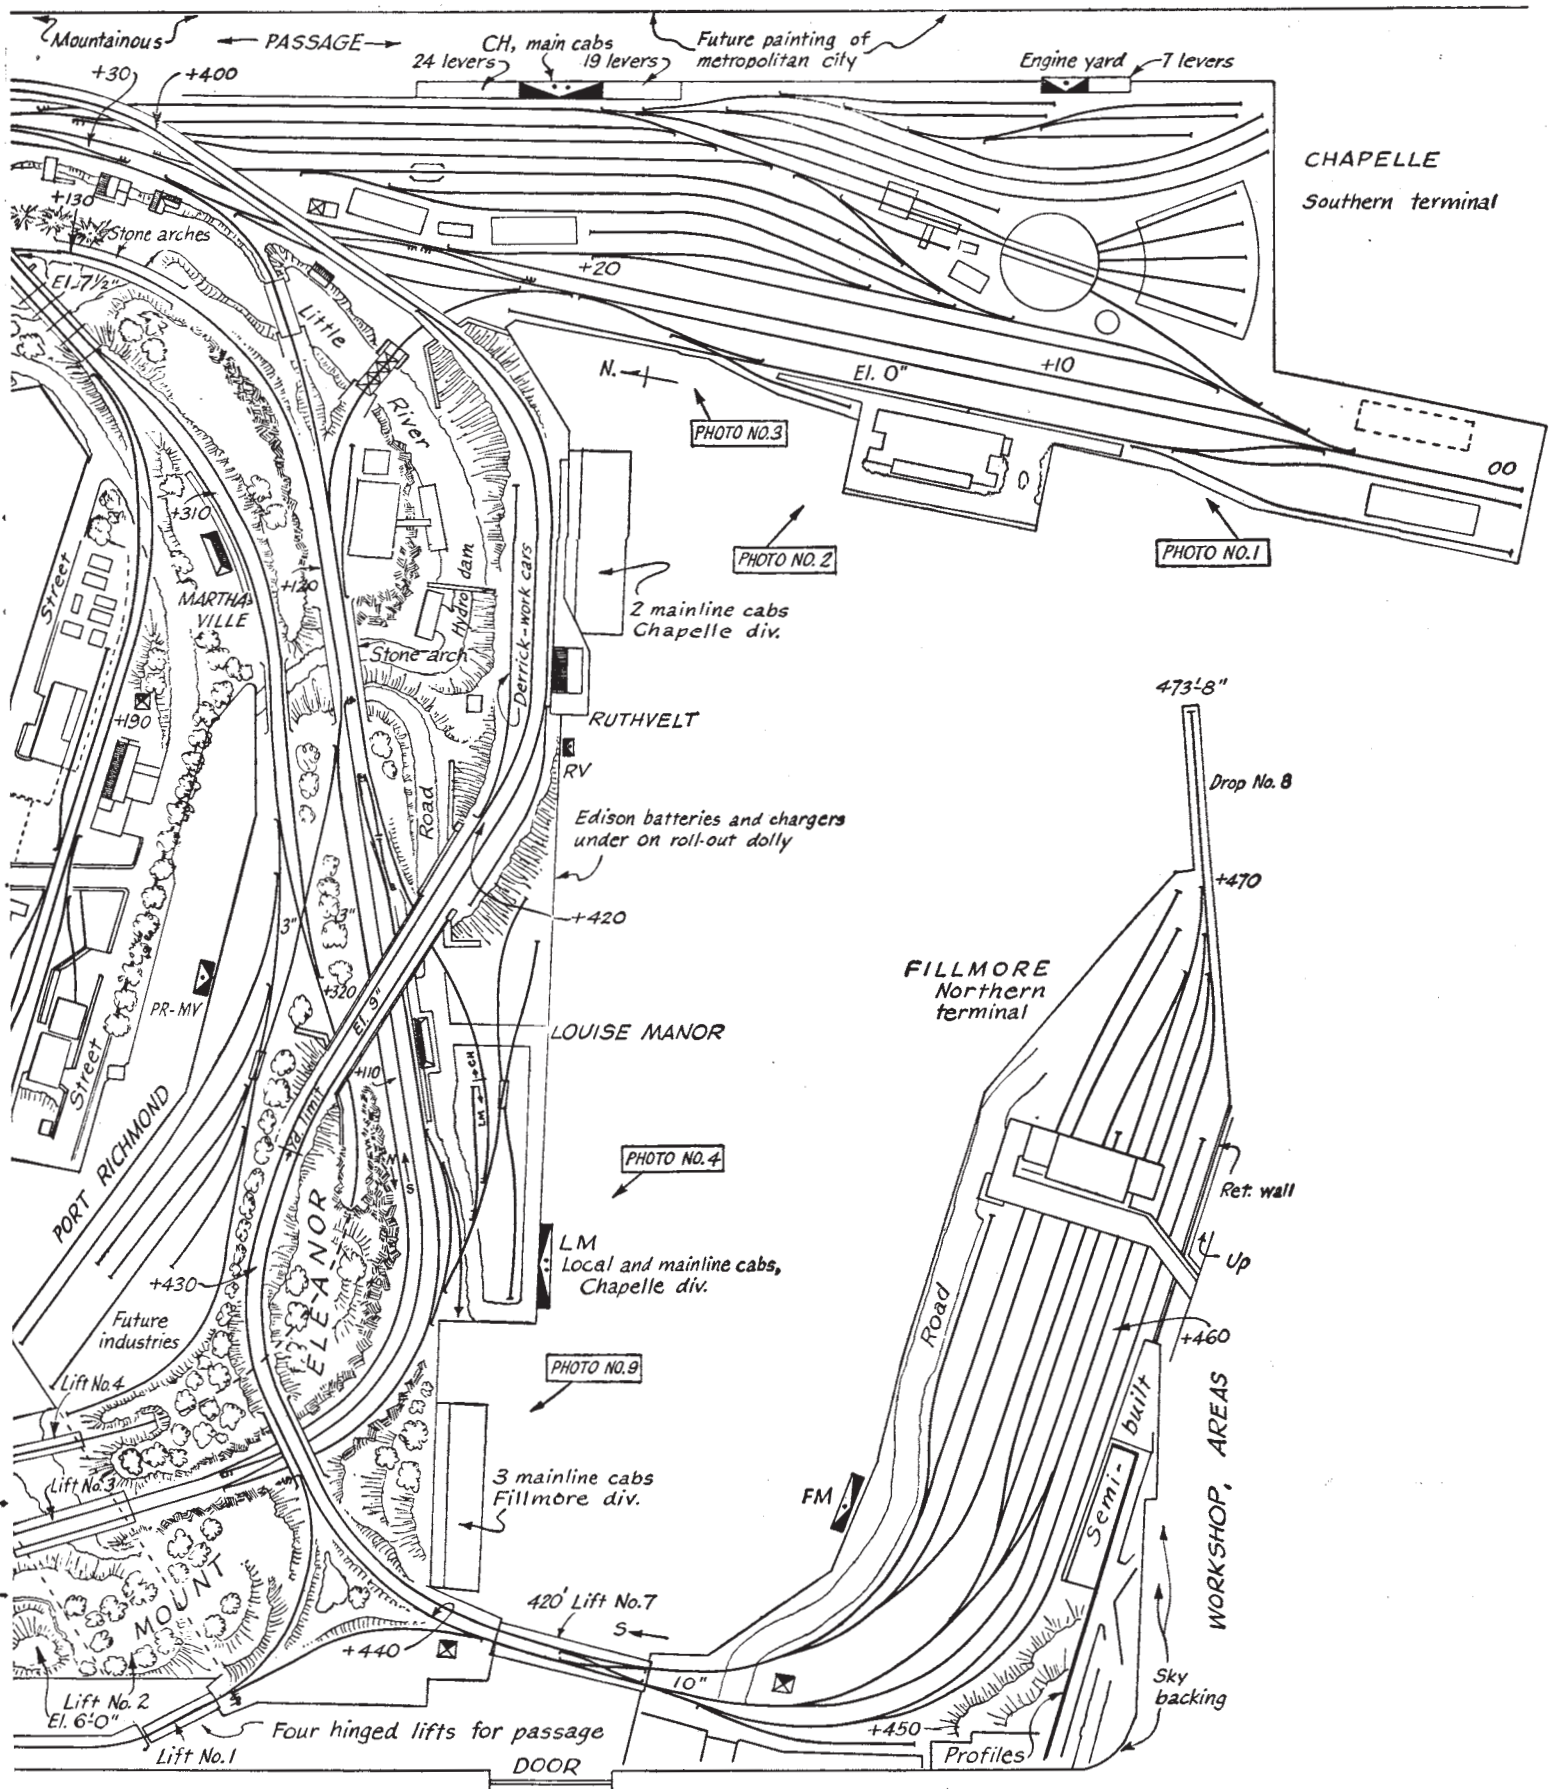 Mountainous
PASSAGE
CH, main cabs
24 levers
19 levers
Future painting of
metropolitan city
Engine yard
7 levers
+30
+400
CHAPELLE
Southern terminal
+130
Stone arches
El. 7½"
Little
River
+20
N.
El. 0"
+10
PHOTO NO.3
00
PHOTO NO. 2
PHOTO NO.1
+310
MARTHAS-
VILLE
+120
Street
Hydro dam
Derrick-work cars
2 mainline cabs
Chapelle div.
Stone arch
+190
Road
RUTHVELT
RV
473'-8"
Drop No. 8
Edison batteries and chargers
under on roll-out dolly
+470
3"
3"
+420
+320
El. 9"
PR-MV
FILLMORE
Northern
terminal
LOUISE MANOR
Street
+110
LM
CH
Yd. limit
PORT RICHMOND
N
S
PHOTO NO.4
Ret. wall
Up
ELEANOR
LM
Local and mainline cabs,
Chapelle div.
+430
Future
industries
Road
+460
PHOTO NO.9
Lift No.4
built
Semi-
WORKSHOP, AREAS
Lift No.3
3 mainline cabs
Fillmore div.
FM
MOUNT
420' Lift No.7
S
+440
10"
Sky
backing
Lift No. 2
El. 6'-0"
Four hinged lifts for passage
+450
Profiles
Lift No.1
DOOR